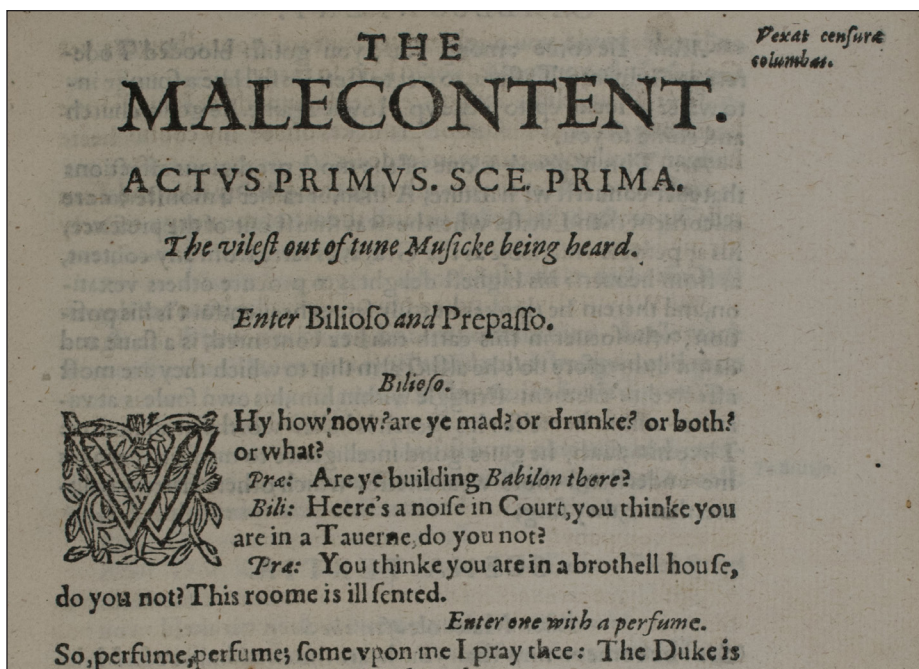 THE
MALECONTENT.
Vexat censuræ
columbas.
ACTVS PRIMVS. SCE. PRIMA.
The vileſt out of tune Muſicke being heard.
Enter Bilioſo and Prepaſſo.
Bilioſo.
WHy how'now? are ye mad? or drunke? or both?
or what?
Præ: Are ye building Babilon there?
Bili: Heere's a noiſe in Court, you thinke you
are in a Tauerne, do you not?
Præ: You thinke you are in a brothell houſe,
do you not? This roome is ill ſented.
Enter one with a perfume.
So, perfume, perfume; ſome vpon me I pray thee: The Duke is